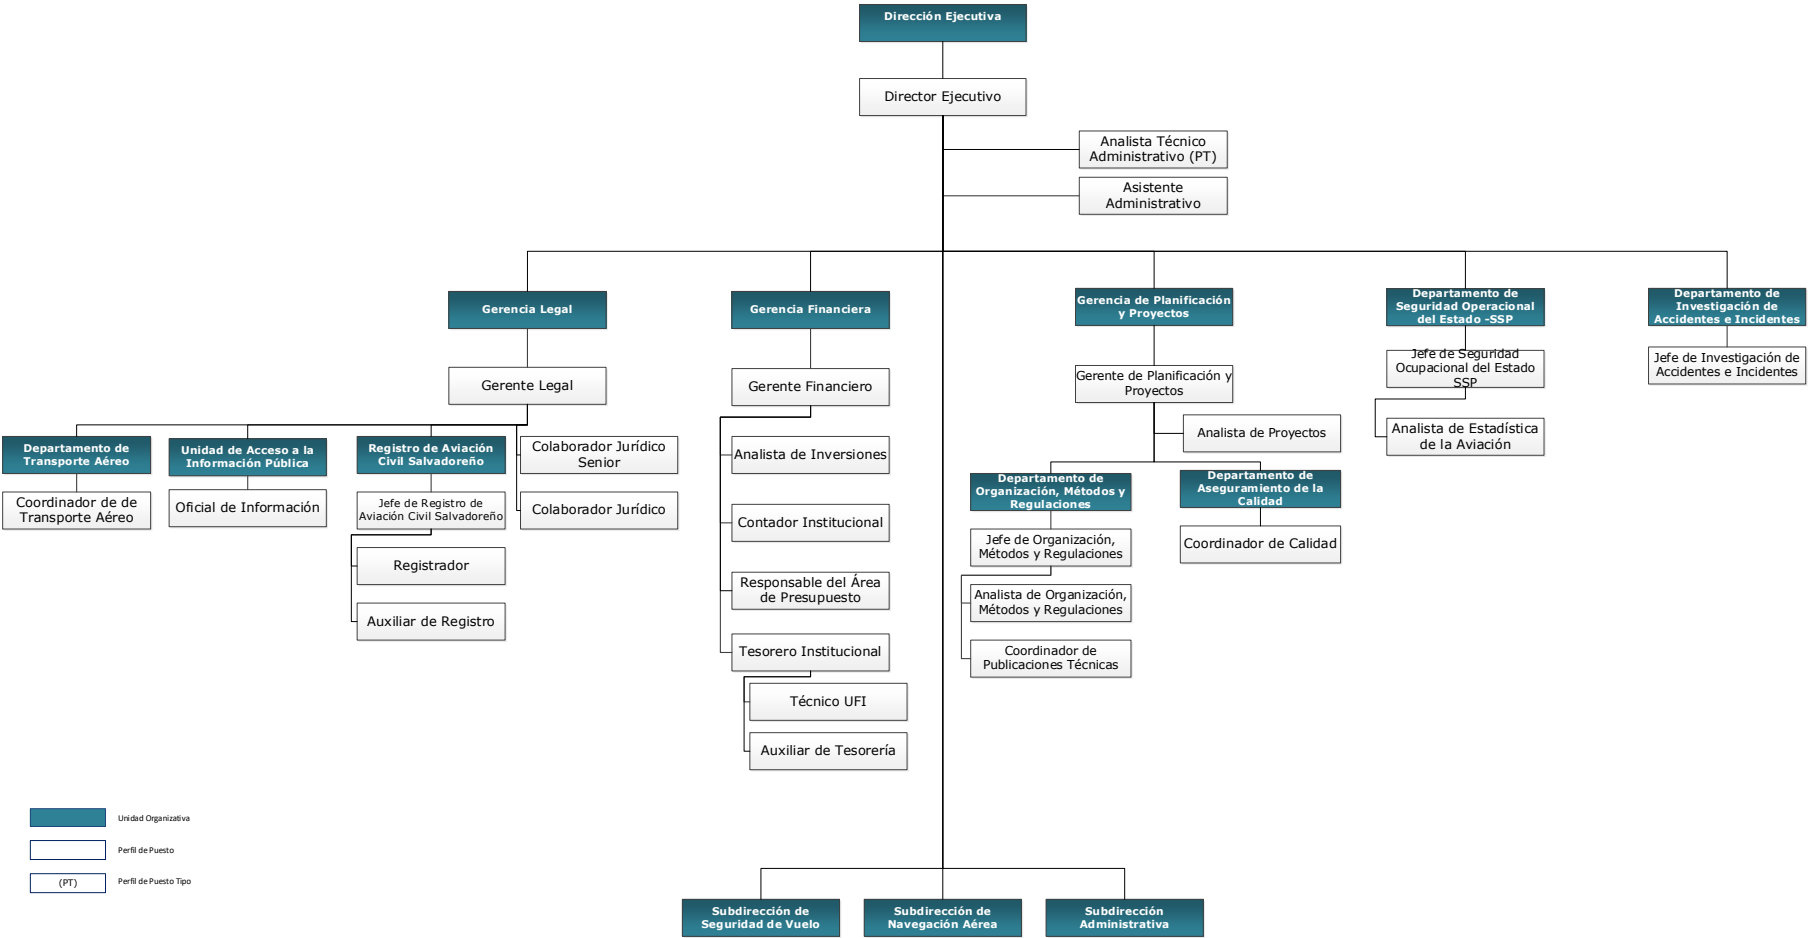 Dirección Ejecutiva
Director Ejecutivo
Analista Técnico
Administrativo (PT)
Asistente
Administrativo
Gerencia Legal
Gerencia Financiera
Gerencia de Planificación
y Proyectos
Departamento de
Seguridad Operacional
del Estado -SSP
Departamento de
Investigación de
Accidentes e Incidentes
Gerente Legal
Gerente Financiero
Gerente de Planificación y
Proyectos
Jefe de Seguridad
Ocupacional del Estado
SSP
Jefe de Investigación de
Accidentes e Incidentes
Departamento de
Transporte Aéreo
Unidad de Acceso a la
Información Pública
Registro de Aviación
Civil Salvadoreño
Colaborador Jurídico
Senior
Analista de Inversiones
Analista de Proyectos
Analista de Estadística
de la Aviación
Coordinador de de
Transporte Aéreo
Oficial de Información
Jefe de Registro de
Aviación Civil Salvadoreño
Colaborador Jurídico
Contador Institucional
Departamento de
Organización, Métodos y
Regulaciones
Departamento de
Aseguramiento de la
Calidad
Registrador
Responsable del Área
de Presupuesto
Jefe de Organización,
Métodos y Regulaciones
Coordinador de Calidad
Auxiliar de Registro
Tesorero Institucional
Analista de Organización,
Métodos y Regulaciones
Técnico UFI
Coordinador de
Publicaciones Técnicas
Auxiliar de Tesorería
Unidad Organizativa
Perfil de Puesto
(PT)
Perfil de Puesto Tipo
Subdirección de
Seguridad de Vuelo
Subdirección de
Navegación Aérea
Subdirección
Administrativa